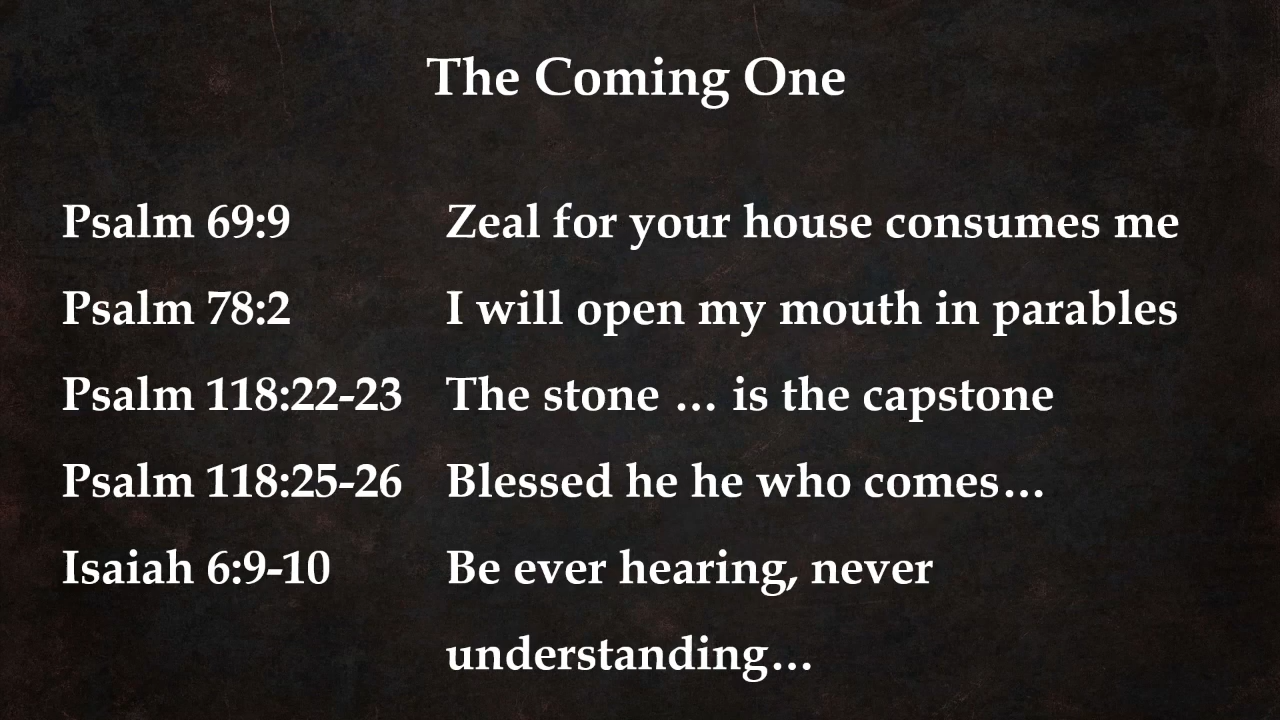 The Coming One
Psalm 69:9 Zeal for your house consumes me
Psalm 78:2 I will open my mouth in parables
Psalm 118:22-23 The stone … is the capstone
Psalm 118:25-26 Blessed he he who comes…
Isaiah 6:9-10 Be ever hearing, never
understanding…